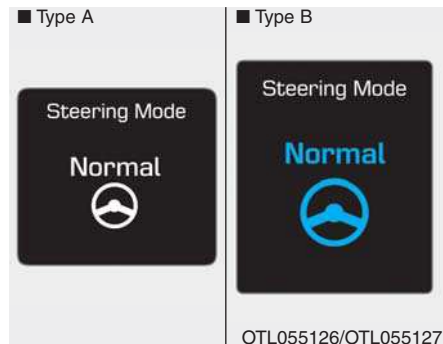 ■ Type A
Steering Mode
Normal
■ Type B
Steering Mode
Normal
OTL055126/OTL055127